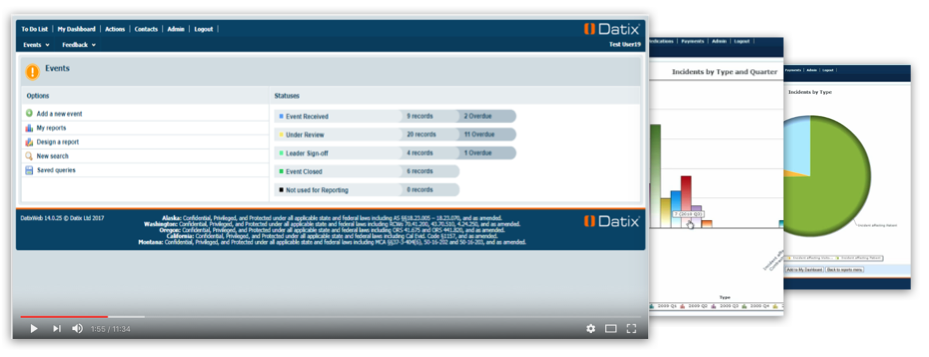 To Do List | My Dashboard | Actions | Contacts | Admin | Logout |
Datix
Events Feedback
Test User19
Events
Options
Add a new event
My reports
Design a report
New search
Saved queries
Statuses
Event Received 9 records 2 Overdue
Under Review 20 records 11 Overdue
Leader Sign-off 4 records 1 Overdue
Event Closed 6 records
Not used for Reporting 0 records
DatixWeb 14.0.25 © Datix Ltd 2017
Alaska: Confidential, Privileged, and Protected under all applicable state and federal laws including AS §§18.23.005 – 18.23.070, and as amended.
Washington: Confidential, Privileged, and Protected under all applicable state and federal laws including RCWs 70.41.200, 43.70.510, 4.24.250, and as amended.
Oregon: Confidential, Privileged, and Protected under all applicable state and federal laws including ORS 41.675 and ORS 441.820, and as amended.
California: Confidential, Privileged, and Protected under all applicable state and federal laws including Cal Evid. Code §1157, and as amended.
Montana: Confidential, Privileged, and Protected under all applicable state and federal laws including MCA §§37-2-404(6), 50-16-202 and 50-16-203, and as amended.
Datix
1:55 / 11:34
Payments | Admin | Logout |
Incidents by Type and Quarter
Type
Payments | Admin | Logout |
Incidents by Type
Incident affecting Patient
Incident affecting Patient
Add to My Dashboard Back to reports menu